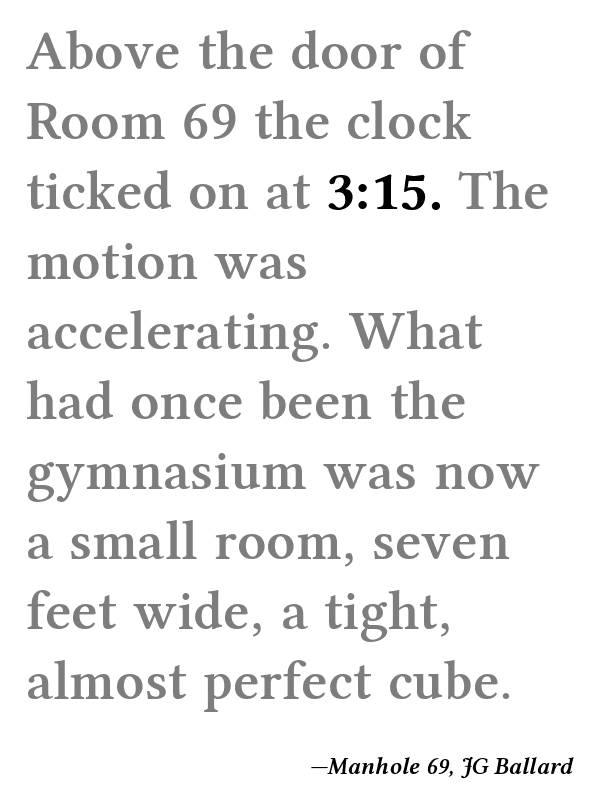 Above the door of
Room 69 the clock
ticked on at 3:15. The
motion was
accelerating. What
had once been the
gymnasium was now
a small room, seven
feet wide, a tight,
almost perfect cube.
—Manhole 69, JG Ballard